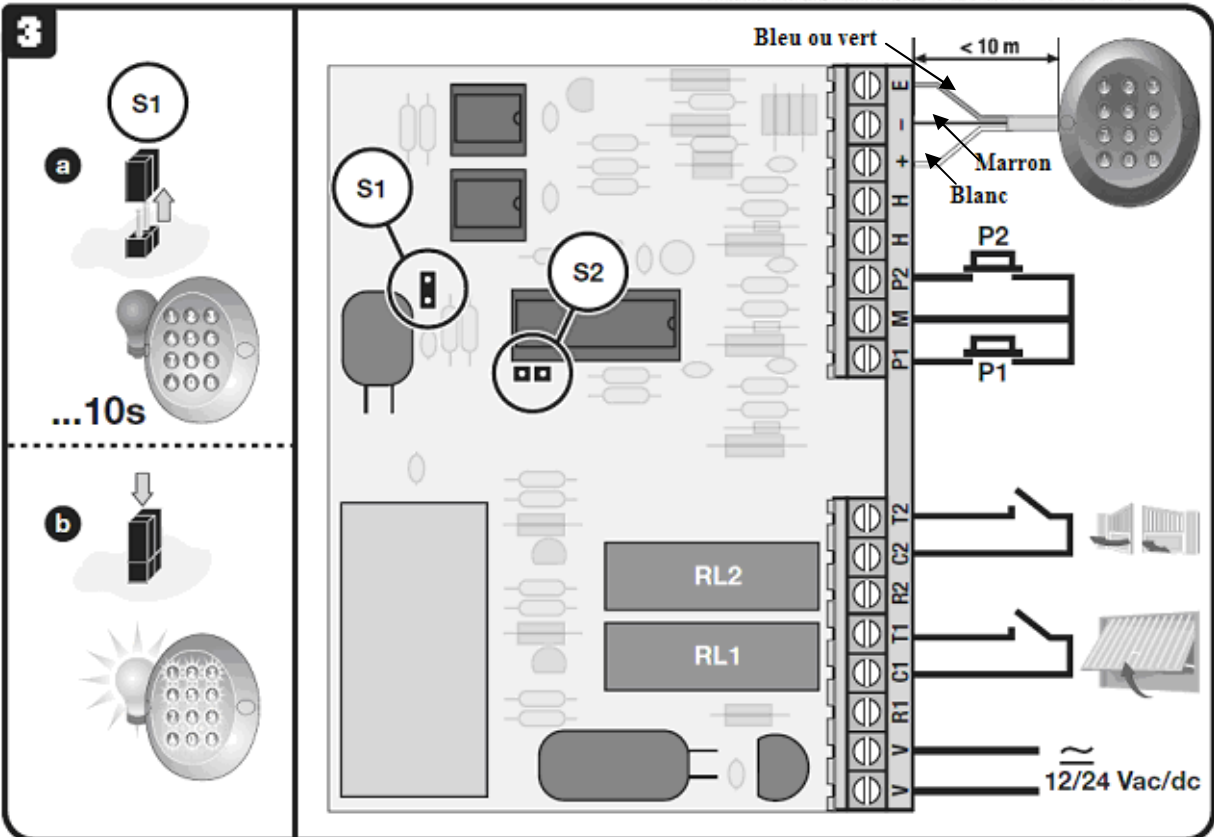 3
S1
a
...10s
b
S1
S2
RL2
RL1
Bleu ou vert
< 10 m
Marron
Blanc
E
–
+
H
H
P2
M
P1
P2
P1
T2
C2
R2
T1
C1
R1
V
V
12/24 Vac/dc